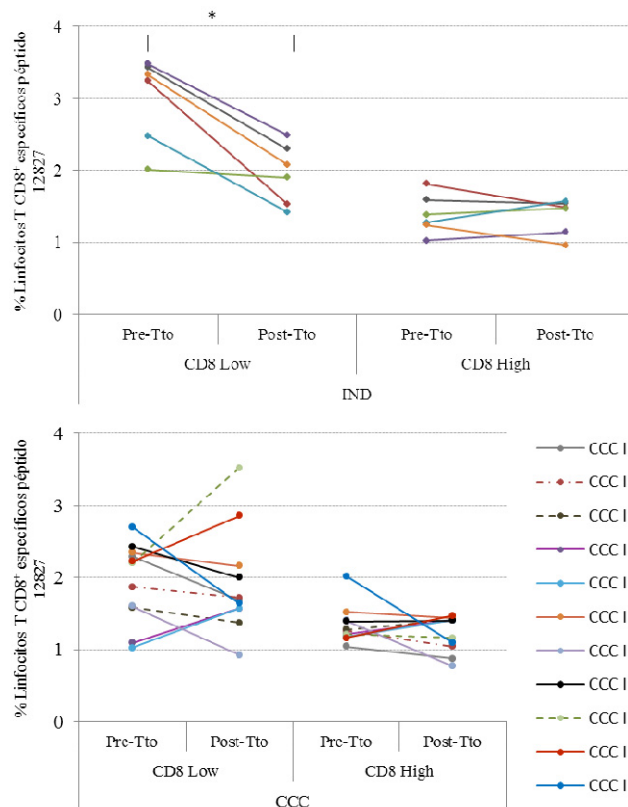 *
% Linfocitos T CD8⁺ específicos péptido
12827
4
3
2
1
0
Pre-Tto Post-Tto Pre-Tto Post-Tto
CD8 Low CD8 High
IND
% Linfocitos T CD8⁺ específicos péptido
12827
4
3
2
1
0
Pre-Tto Post-Tto Pre-Tto Post-Tto
CD8 Low CD8 High
CCC
CCC I
CCC I
CCC I
CCC I
CCC I
CCC I
CCC I
CCC I
CCC I
CCC I
CCC I